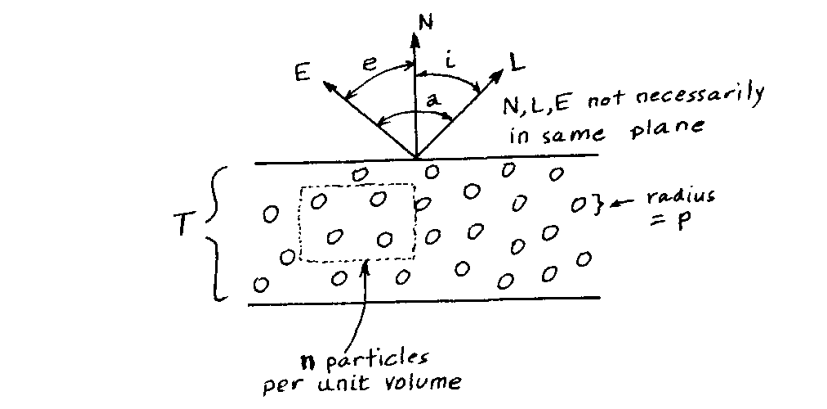 N
E
e
i
L
a
N, L, E not necessarily
in same plane
T
radius
= p
n particles
per unit volume